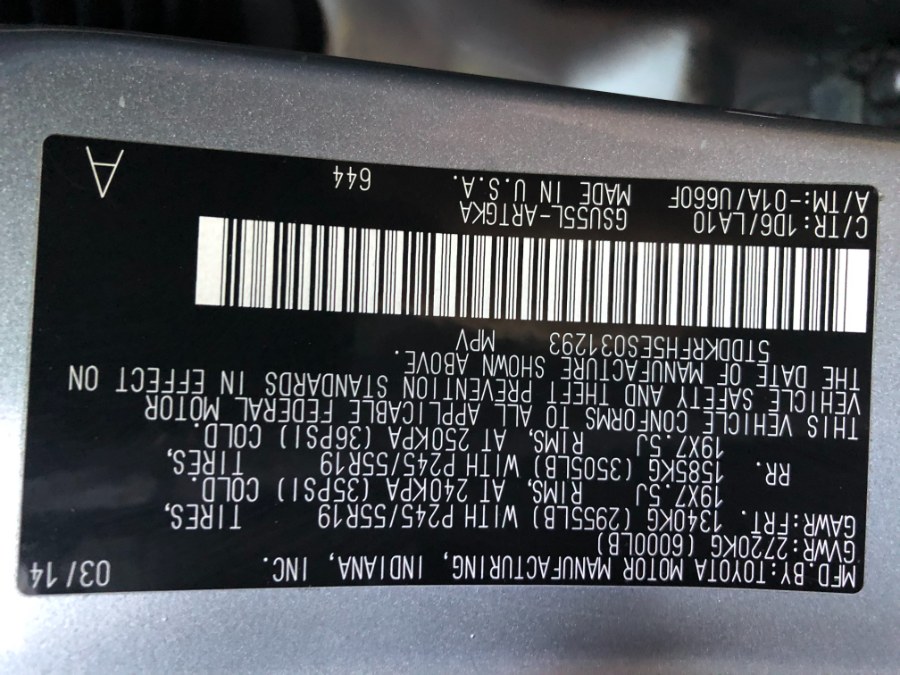 MFD.BY:TOYOTA MOTOR MANUFACTURING, INDIANA, INC. 03/14
GVWR:2720KG (6000LB)
GAWR:FRT. 1340KG (2955LB) WITH P245/55R19 TIRES,
19X7.5J RIMS, AT 240KPA (35PSI) COLD.
RR. 1585KG (3505LB) WITH P245/55R19 TIRES,
19X7.5J RIMS, AT 250KPA (36PSI) COLD.
THIS VEHICLE CONFORMS TO ALL APPLICABLE FEDERAL MOTOR
VEHICLE SAFETY AND THEFT PREVENTION STANDARDS IN EFFECT ON
THE DATE OF MANUFACTURE SHOWN ABOVE.
5TDDKRFH5ES031293 MPV
C/TR:1D6/LA10 GSU55L-ARTGKA
A/TM:-01A/U660F MADE IN U.S.A. 644
A